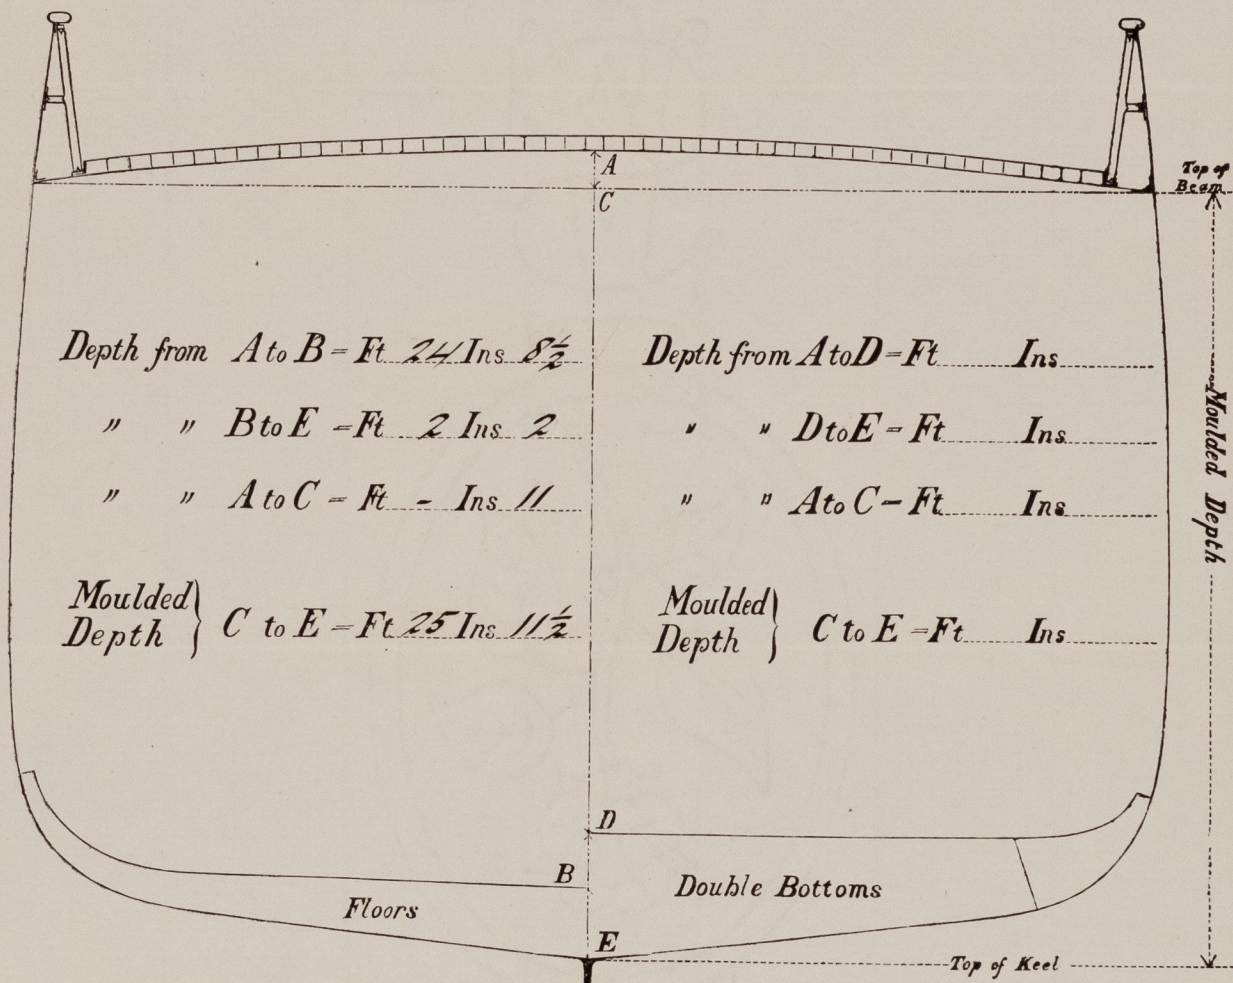 A
Top of
Beam
C
Depth from A to B = Ft 24 Ins 8½
" " B to E = Ft 2 Ins 2
" " A to C = Ft - Ins 11
Moulded
Depth } C to E = Ft 25 Ins 11½
Depth from A to D = Ft Ins
" " D to E = Ft Ins
" " A to C = Ft Ins
Moulded
Depth } C to E = Ft Ins
Moulded Depth
D
B
Double Bottoms
Floors
E
Top of Keel